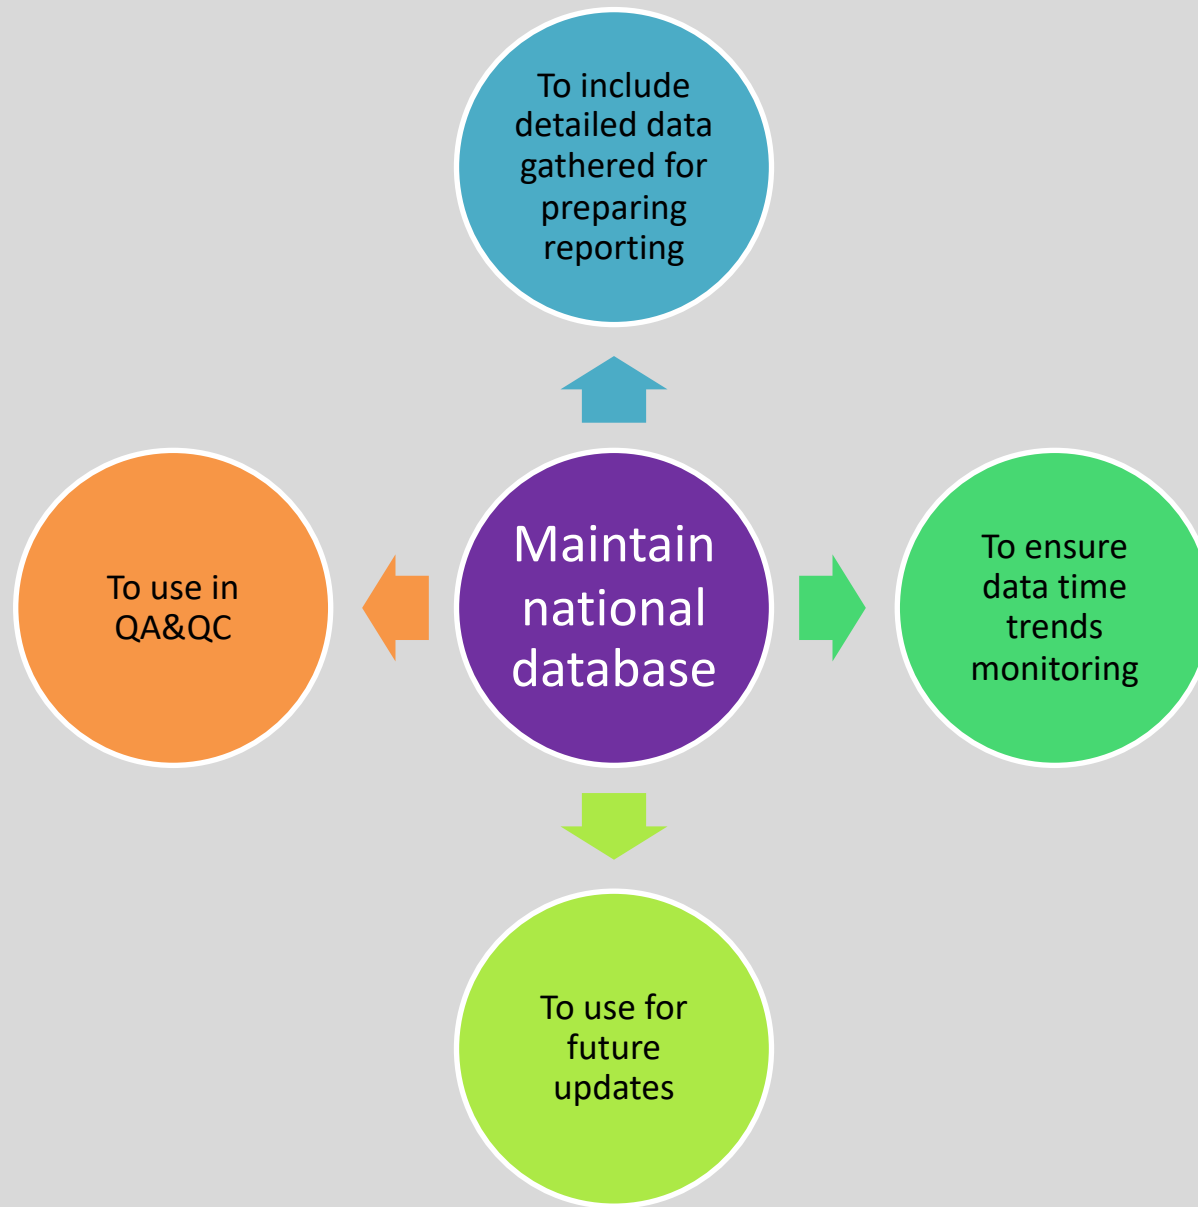 To include
detailed data
gathered for
preparing
reporting
To use in
QA&QC
Maintain
national
database
To ensure
data time
trends
monitoring
To use for
future
updates